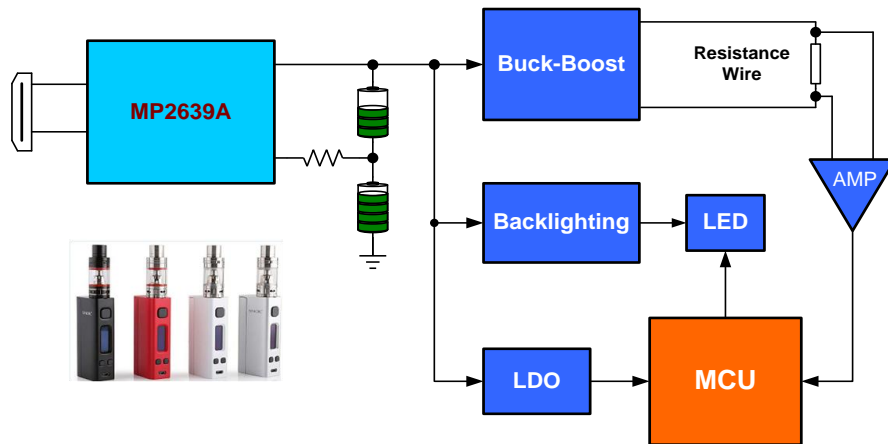 MP2639A
Buck-Boost
Resistance
Wire
AMP
Backlighting
LED
LDO
MCU